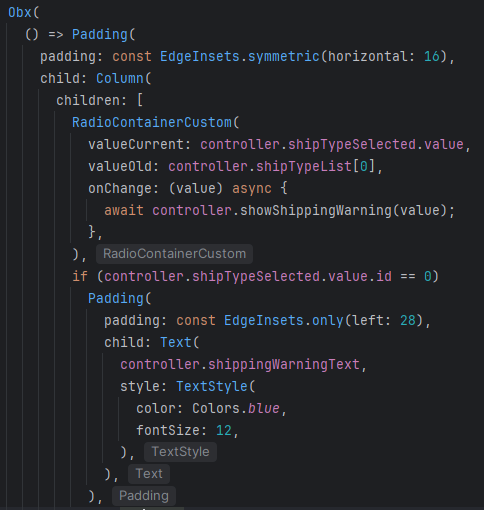 Obx(
  () => Padding(
    padding: const EdgeInsets.symmetric(horizontal: 16),
    child: Column(
      children: [
        RadioContainerCustom(
          valueCurrent: controller.shipTypeSelected.value,
          valueOld: controller.shipTypeList[0],
          onChange: (value) async {
            await controller.showShippingWarning(value);
          },
        ), RadioContainerCustom
        if (controller.shipTypeSelected.value.id == 0)
          Padding(
            padding: const EdgeInsets.only(left: 28),
            child: Text(
              controller.shippingWarningText,
              style: TextStyle(
                color: Colors.blue,
                fontSize: 12,
              ), TextStyle
            ), Text
          ), Padding